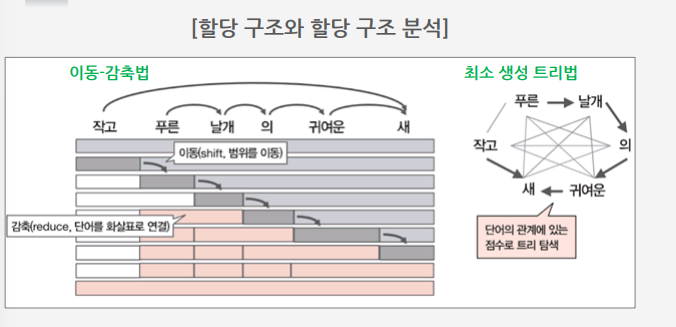 [할당 구조와 할당 구조 분석]
이동-감축법
작고 푸른 날개 의 귀여운 새
이동(shift, 범위를 이동)
감축(reduce, 단어를 화살표로 연결)
최소 생성 트리법
푸른 날개
작고 의
새 귀여운
단어의 관계에 있는
점수로 트리 탐색